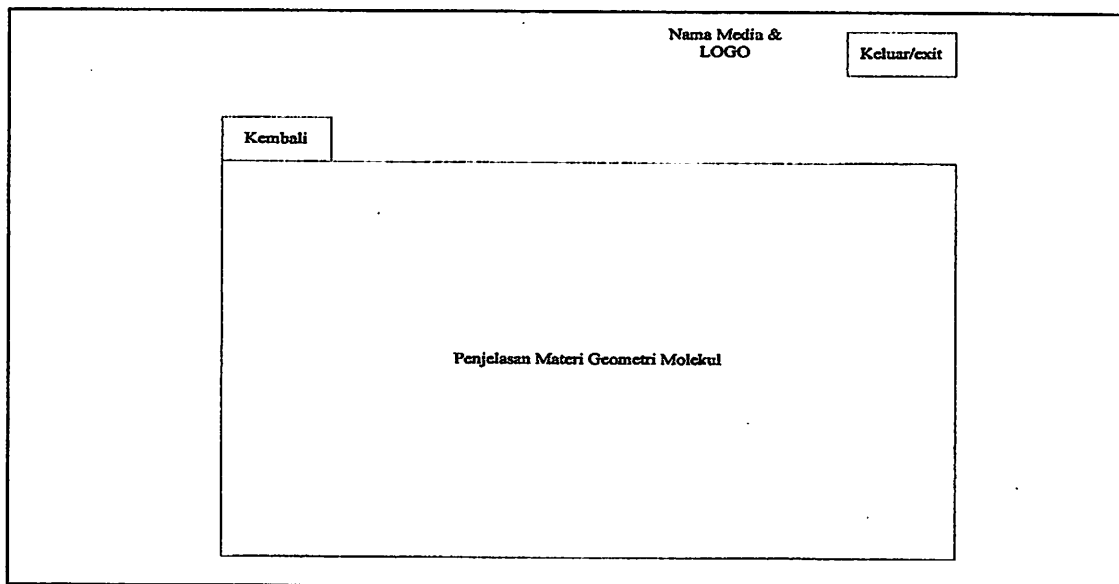 Nama Media &
LOGO
Keluar/exit
Kembali
Penjelasan Materi Geometri Molekul